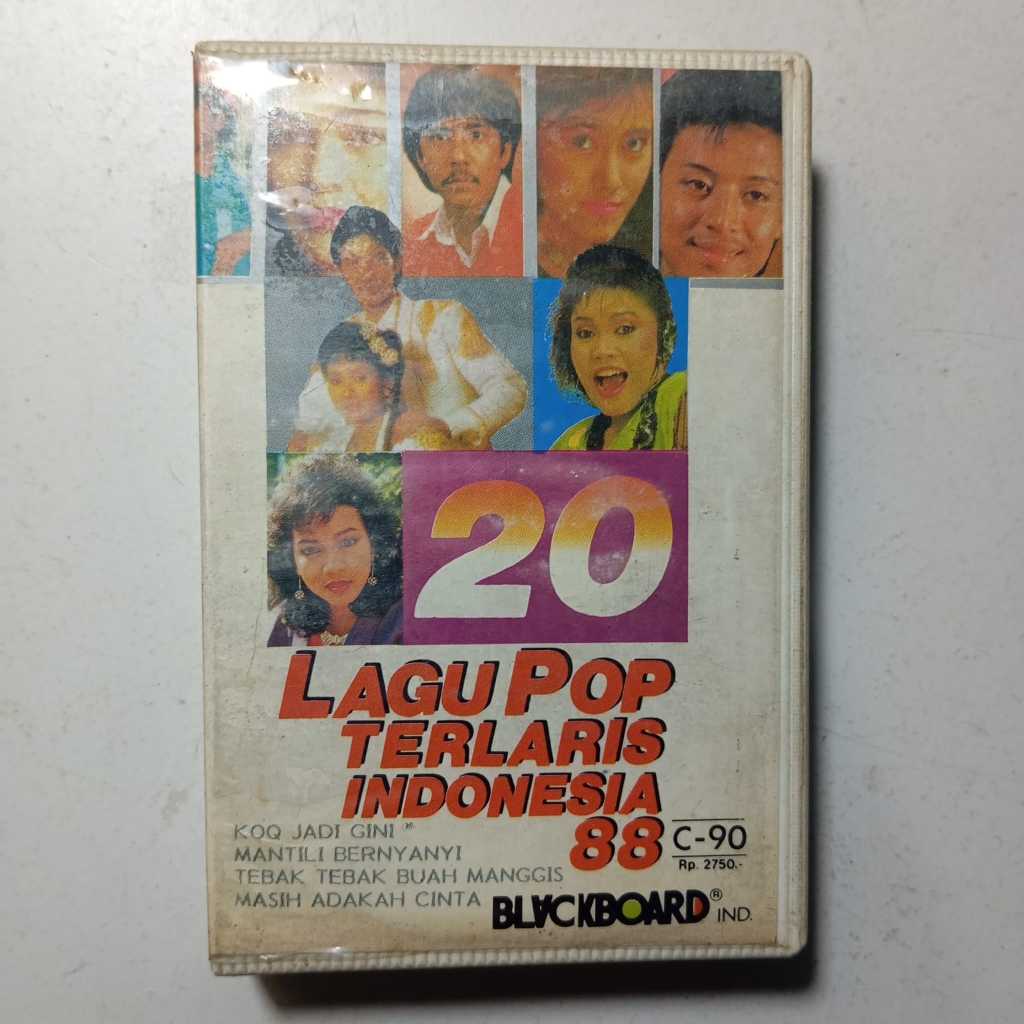 20
LAGU POP
TERLARIS
INDONESIA
88
C-90
Rp. 2750.-
KOQ JADI GINI
MANTILI BERNYANYI
TEBAK TEBAK BUAH MANGGIS
MASIH ADAKAH CINTA
BLACKBOARD® IND.